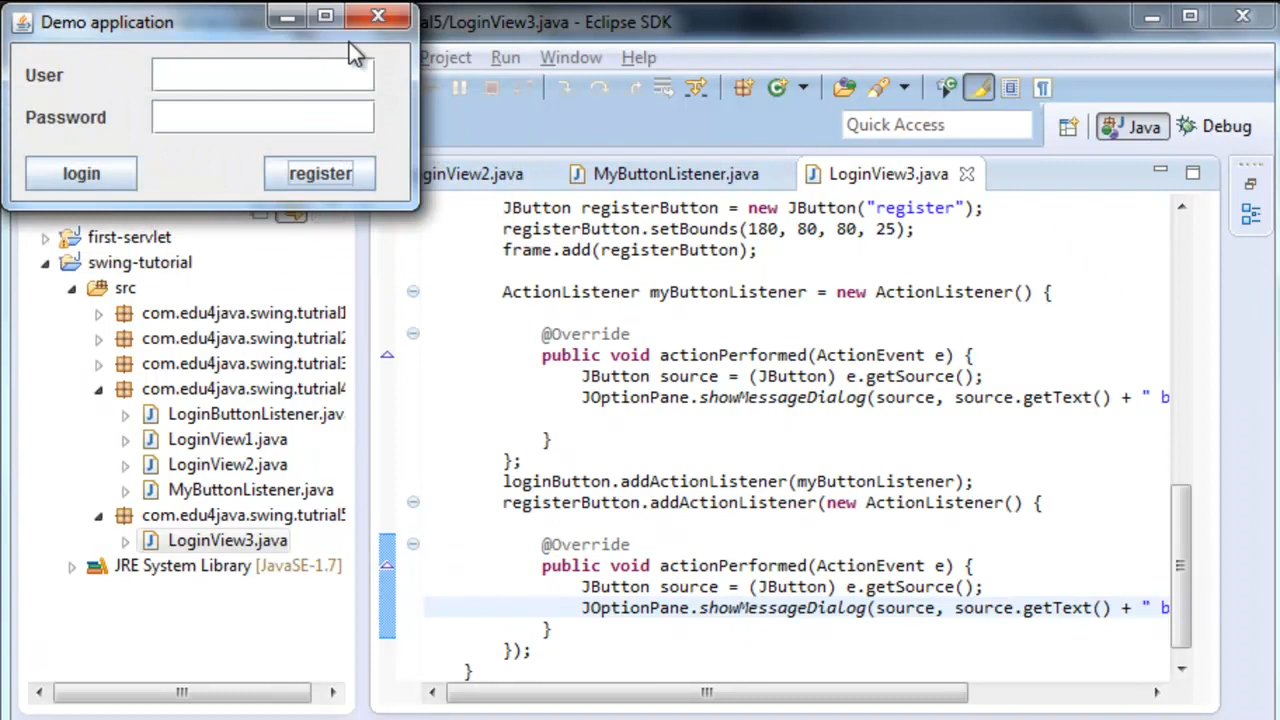 Demo application
al5/LoginView3.java - Eclipse SDK
Project Run Window Help
User
Password
login register
Quick Access
Java Debug
ginView2.java MyButtonListener.java LoginView3.java
first-servlet
swing-tutorial
src
com.edu4java.swing.tutrial1
com.edu4java.swing.tutrial2
com.edu4java.swing.tutrial3
com.edu4java.swing.tutrial4
LoginButtonListener.java
LoginView1.java
LoginView2.java
MyButtonListener.java
com.edu4java.swing.tutrial5
LoginView3.java
JRE System Library [JavaSE-1.7]
JButton registerButton = new JButton("register");
registerButton.setBounds(180, 80, 80, 25);
frame.add(registerButton);
ActionListener myButtonListener = new ActionListener() {
@Override
public void actionPerformed(ActionEvent e) {
JButton source = (JButton) e.getSource();
JOptionPane.showMessageDialog(source, source.getText() + " b
}
};
loginButton.addActionListener(myButtonListener);
registerButton.addActionListener(new ActionListener() {
@Override
public void actionPerformed(ActionEvent e) {
JButton source = (JButton) e.getSource();
JOptionPane.showMessageDialog(source, source.getText() + " b
}
});
}